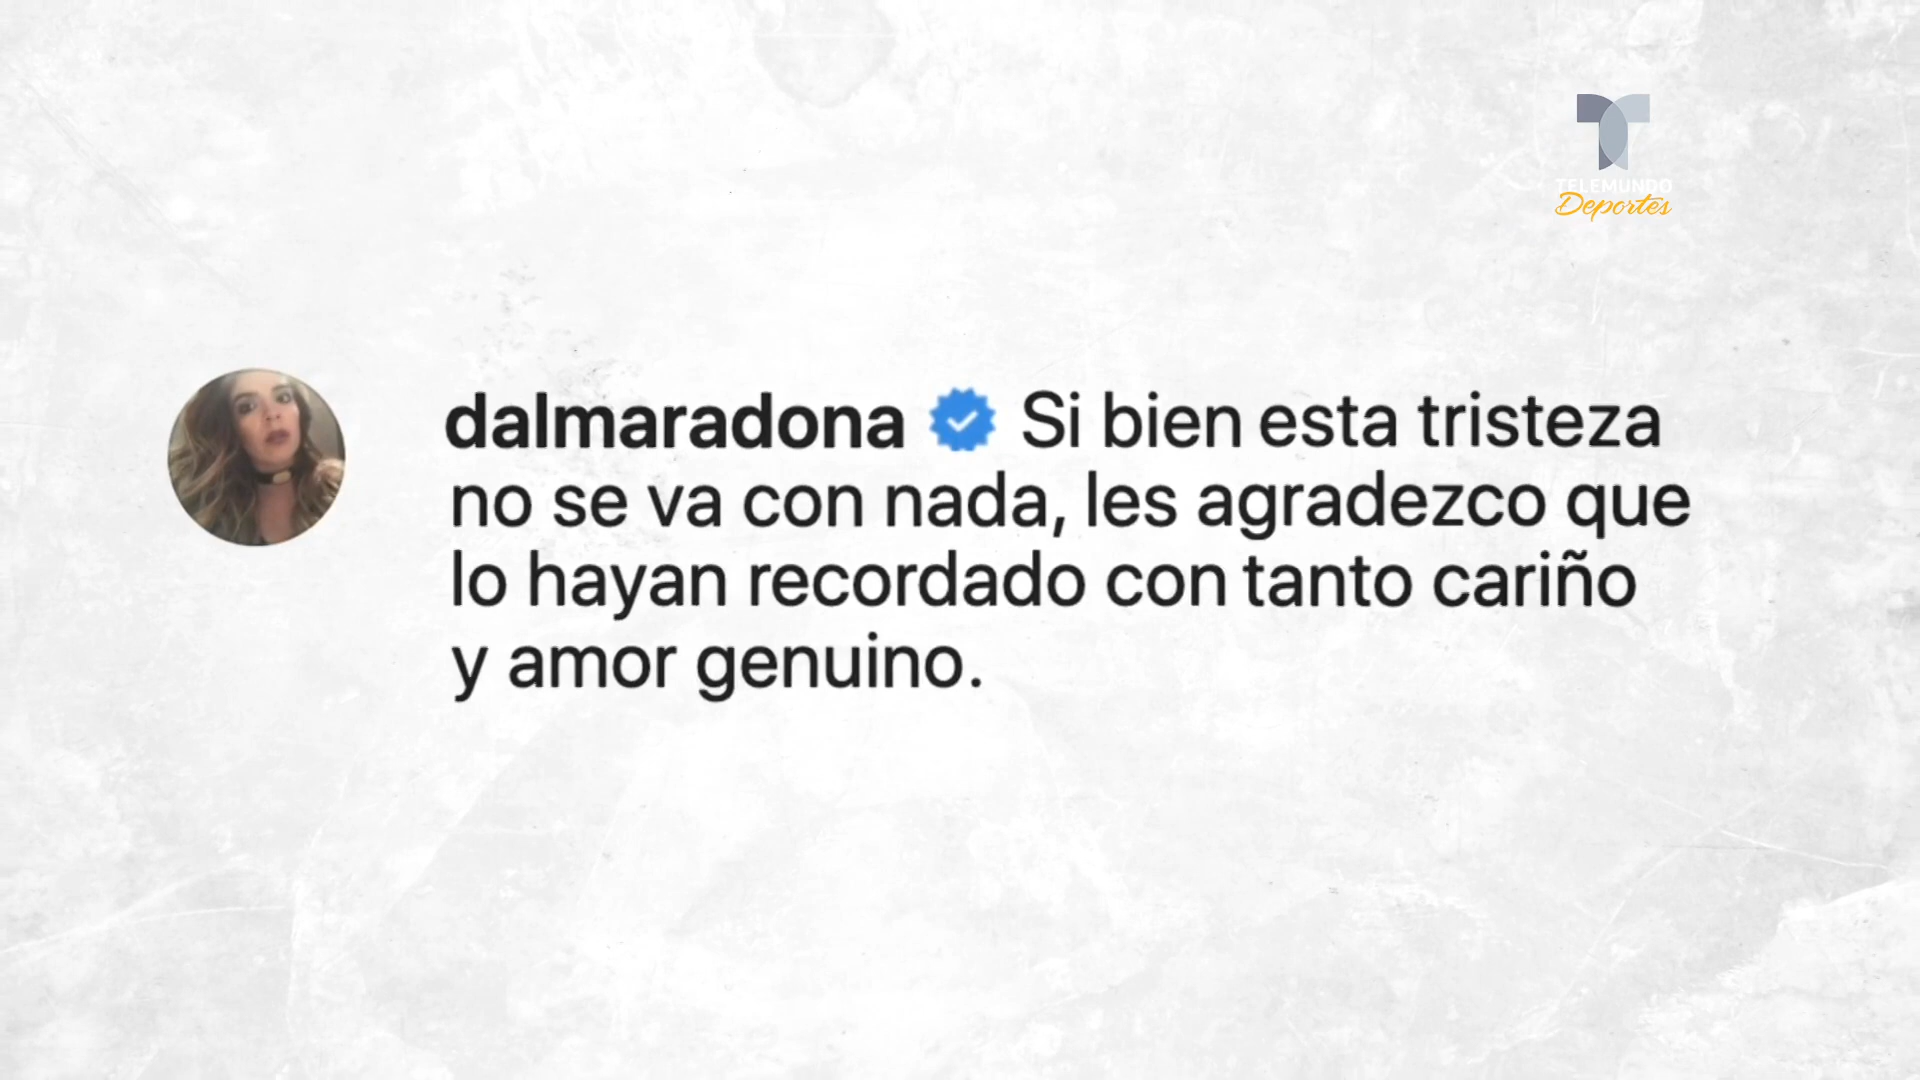 TELEMUNDO
Deportes
dalmaradona Si bien esta tristeza
no se va con nada, les agradezco que
lo hayan recordado con tanto cariño
y amor genuino.